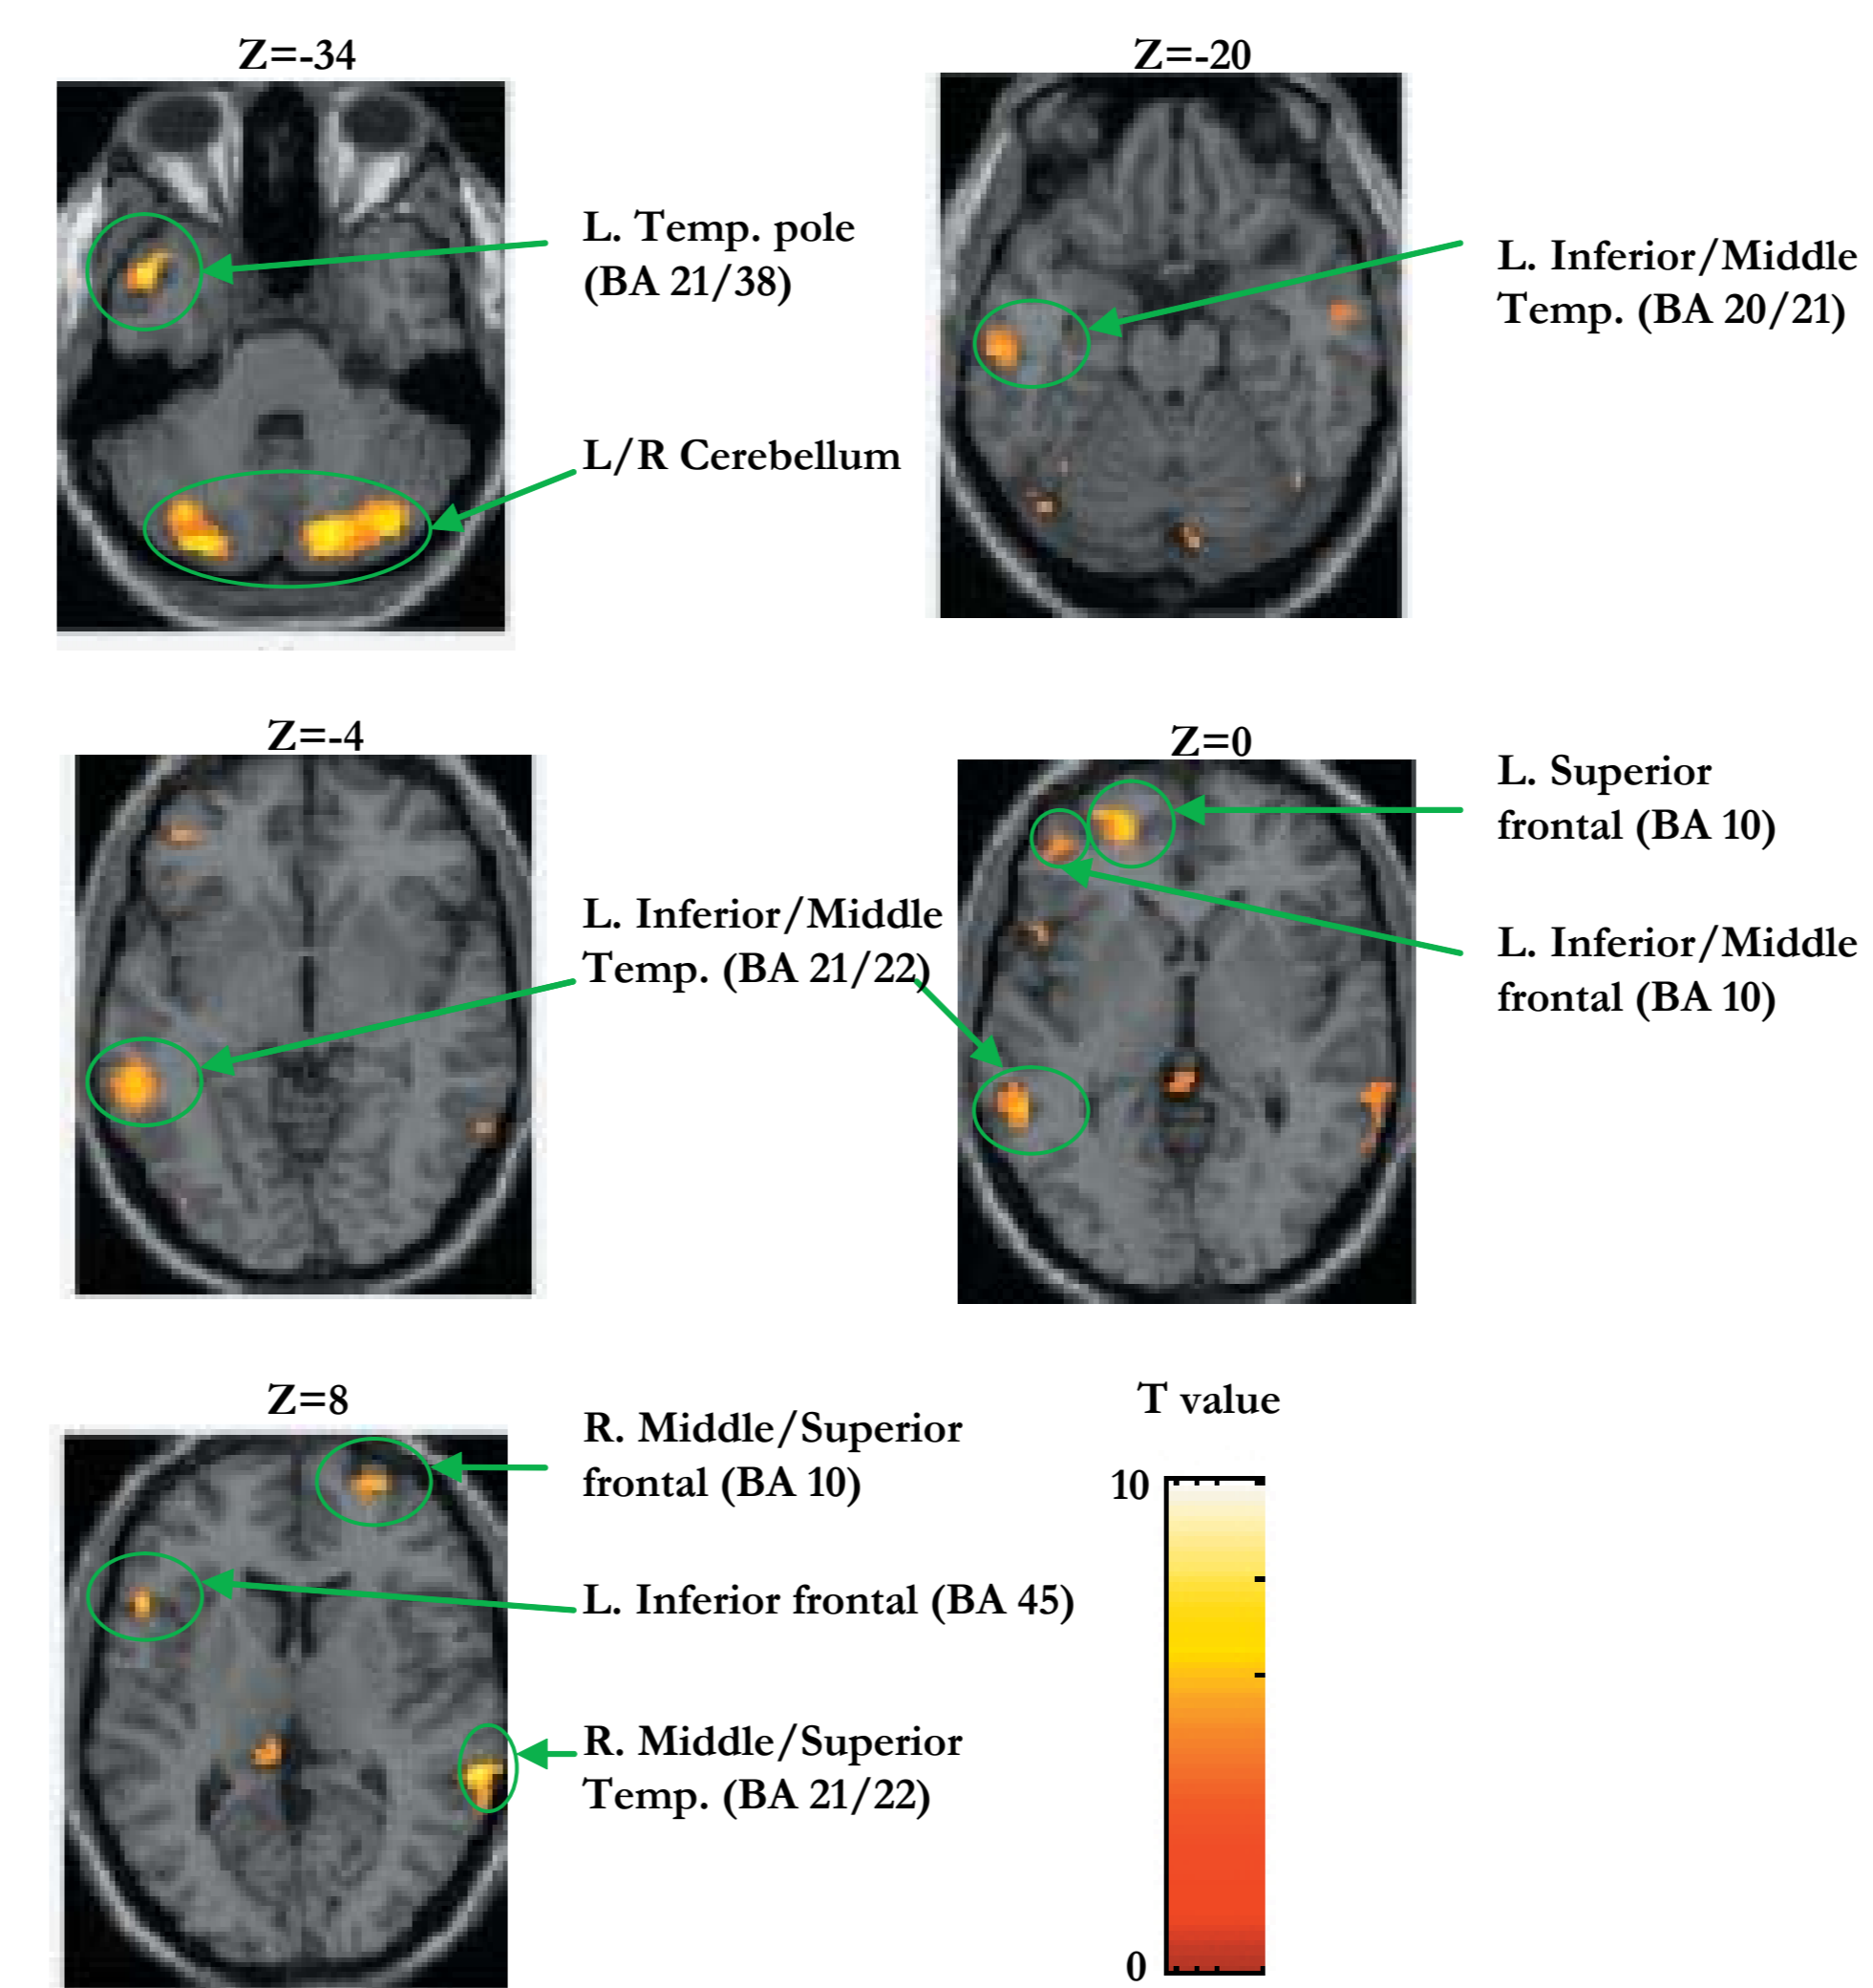 Z=-34
L. Temp. pole
(BA 21/38)
L/R Cerebellum
Z=-20
L. Inferior/Middle
Temp. (BA 20/21)
Z=-4
L. Inferior/Middle
Temp. (BA 21/22)
Z=0
L. Superior
frontal (BA 10)
L. Inferior/Middle
frontal (BA 10)
Z=8
R. Middle/Superior
frontal (BA 10)
L. Inferior frontal (BA 45)
R. Middle/Superior
Temp. (BA 21/22)
T value
10
0